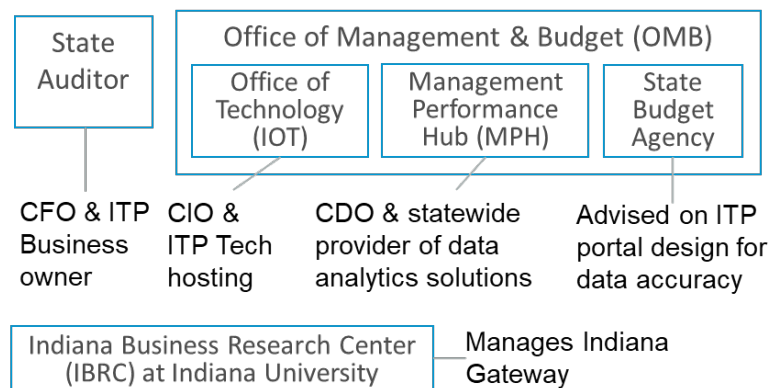 State
Auditor
Office of Management & Budget (OMB)
Office of
Technology
(IOT)
Management
Performance
Hub (MPH)
State
Budget
Agency
CFO & ITP
Business
owner
CIO &
ITP Tech
hosting
CDO & statewide
provider of data
analytics solutions
Advised on ITP
portal design for
data accuracy
Indiana Business Research Center
(IBRC) at Indiana University
Manages Indiana
Gateway